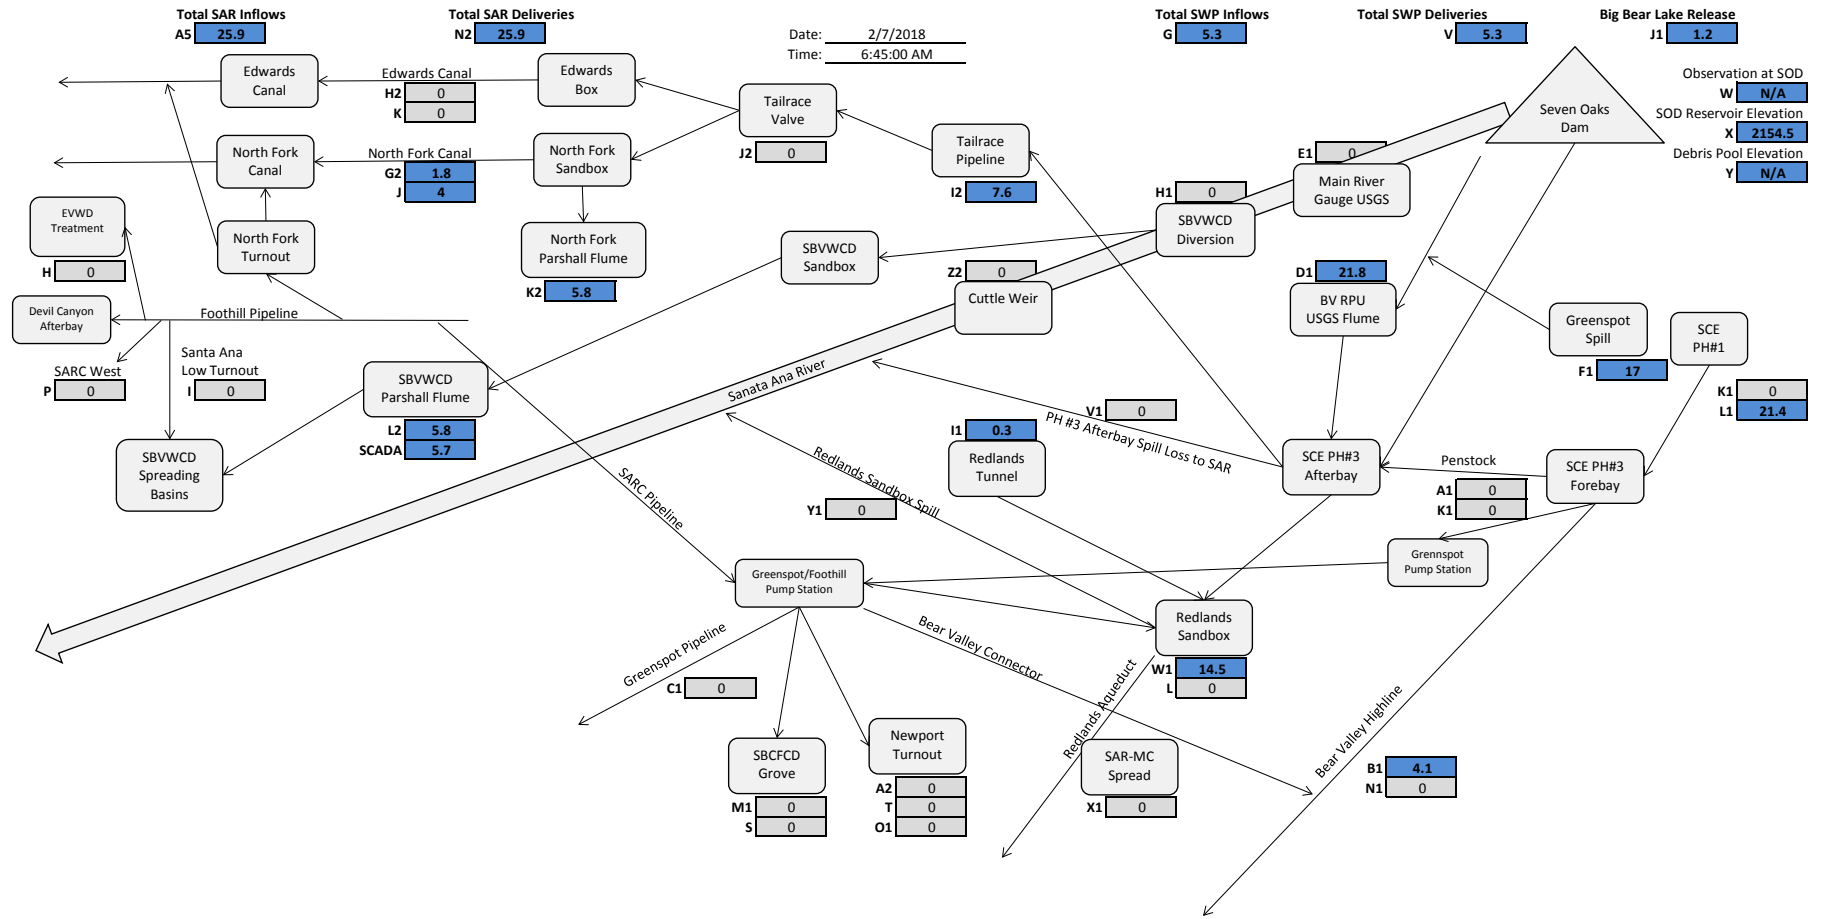 Total SAR Inflows
A5 25.9
Total SAR Deliveries
N2 25.9
Date: 2/7/2018
Time: 6:45:00 AM
Total SWP Inflows
G 5.3
Total SWP Deliveries
V 5.3
Big Bear Lake Release
J1 1.2
Edwards
Canal
Edwards Canal
H2 0
K 0
Edwards
Box
Tailrace
Valve
J2 0
Tailrace
Pipeline
I2 7.6
Seven Oaks
Dam
Observation at SOD
W N/A
SOD Reservoir Elevation
X 2154.5
Debris Pool Elevation
Y N/A
North Fork
Canal
North Fork Canal
G2 1.8
J 4
North Fork
Sandbox
E1 0
Main River
Gauge USGS
H1 0
SBVWCD
Diversion
EVWD
Treatment
H 0
North Fork
Turnout
North Fork
Parshall Flume
K2 5.8
SBVWCD
Sandbox
Z2 0
Cuttle Weir
D1 21.8
BV RPU
USGS Flume
Greenspot
Spill
F1 17
SCE
PH#1
K1 0
L1 21.4
Devil Canyon
Afterbay
Foothill Pipeline
SARC West
P 0
Santa Ana
Low Turnout
I 0
SBVWCD
Parshall Flume
L2 5.8
SCADA 5.7
Sanata Ana River
V1 0
PH #3 Afterbay Spill Loss to SAR
I1 0.3
Redlands
Tunnel
SBVWCD
Spreading
Basins
SARC Pipeline
Redlands Sandbox Spill
Y1 0
SCE PH#3
Afterbay
Penstock
A1 0
K1 0
SCE PH#3
Forebay
Grennspot
Pump Station
Greenspot/Foothill
Pump Station
Redlands
Sandbox
W1 14.5
L 0
Greenspot Pipeline
C1 0
Bear Valley Connector
Redlands Aqueduct
Bear Valley Highline
SBCFCD
Grove
M1 0
S 0
Newport
Turnout
A2 0
T 0
O1 0
SAR-MC
Spread
X1 0
B1 4.1
N1 0